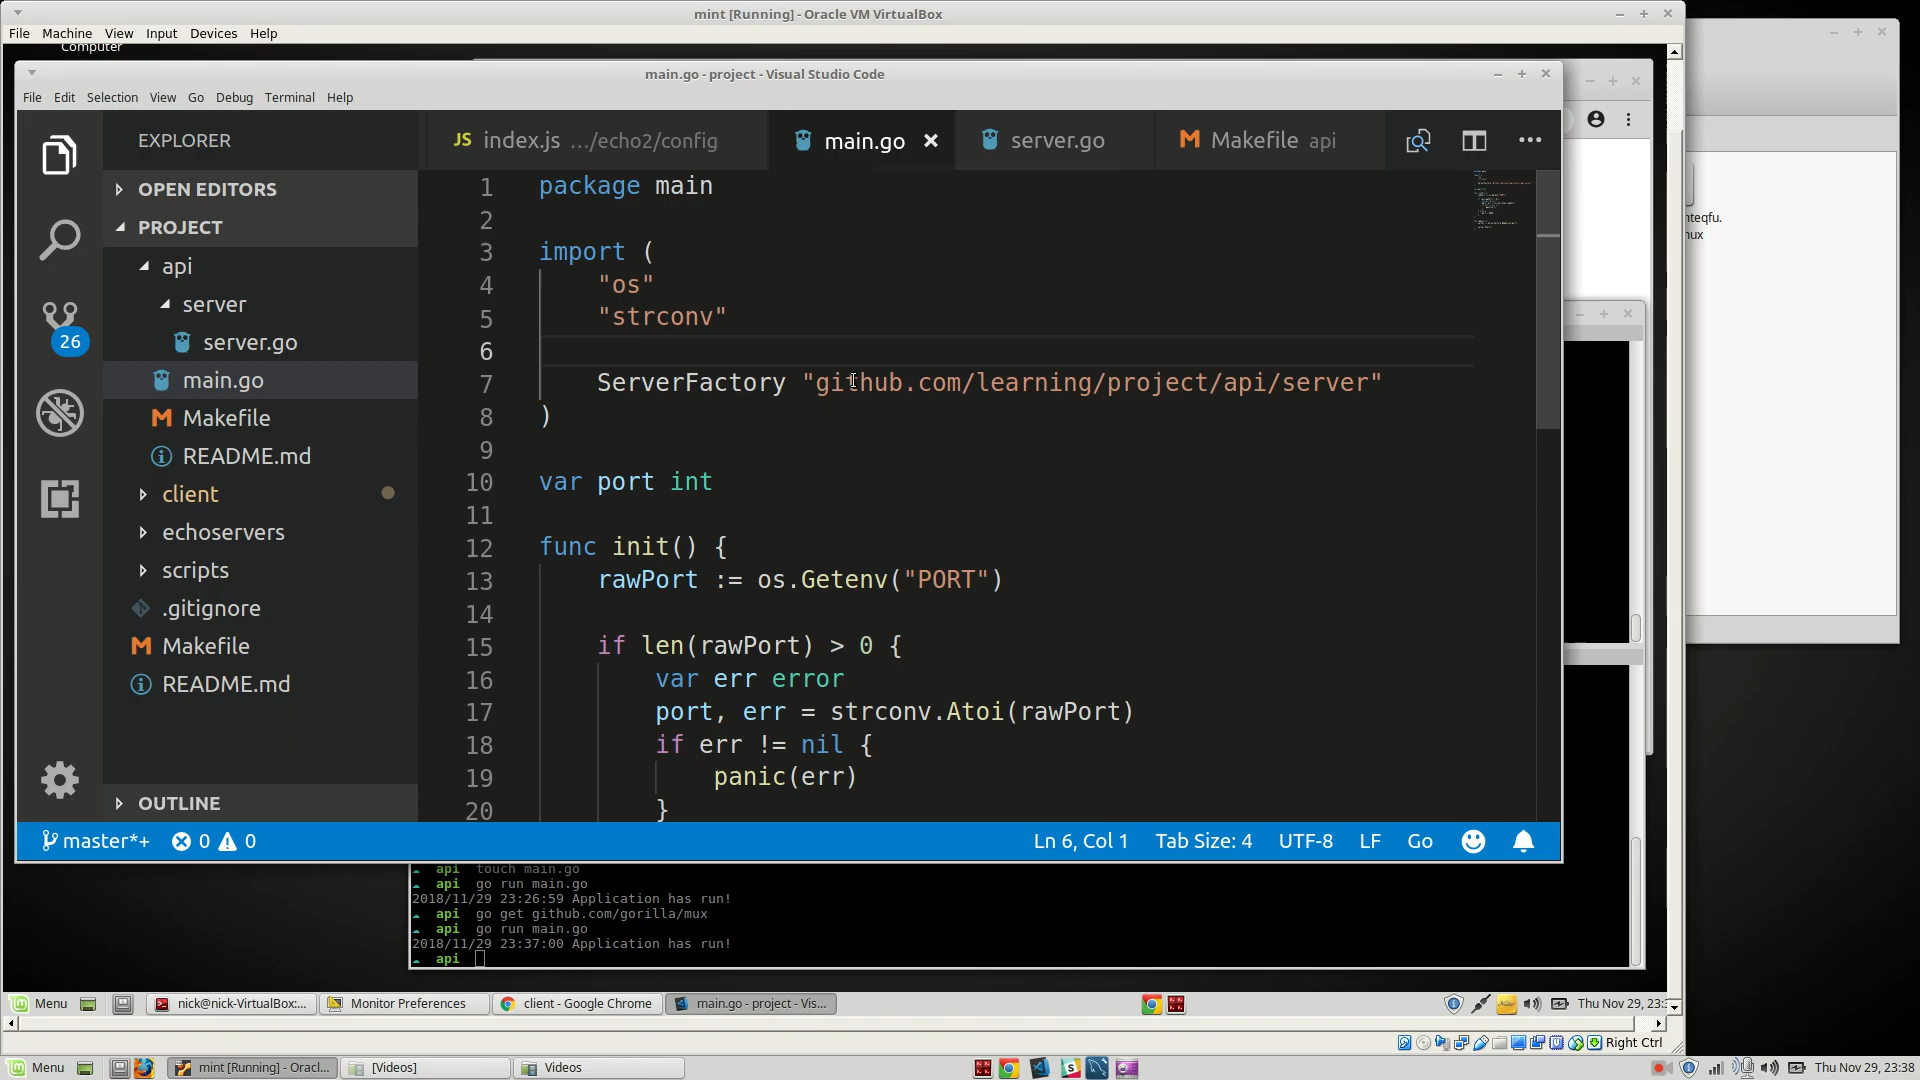 mint [Running] - Oracle VM VirtualBox
File Machine View Input Devices Help
Computer
main.go - project - Visual Studio Code
File Edit Selection View Go Debug Terminal Help
EXPLORER
JS index.js .../echo2/config
main.go
server.go
M Makefile api
OPEN EDITORS
PROJECT
api
server
server.go
main.go
M Makefile
README.md
client
echoservers
scripts
.gitignore
M Makefile
README.md
OUTLINE
26
1 package main
2
3 import (
4 "os"
5 "strconv"
6
7 ServerFactory "github.com/learning/project/api/server"
8 )
9
10 var port int
11
12 func init() {
13 rawPort := os.Getenv("PORT")
14
15 if len(rawPort) > 0 {
16 var err error
17 port, err = strconv.Atoi(rawPort)
18 if err != nil {
19 panic(err)
20 }
master*+ 0 0 Ln 6, Col 1 Tab Size: 4 UTF-8 LF Go
api touch main.go
api go run main.go
2018/11/29 23:26:59 Application has run!
api go get github.com/gorilla/mux
api go run main.go
2018/11/29 23:37:00 Application has run!
api
Menu nick@nick-VirtualBox:... Monitor Preferences client - Google Chrome main.go - project - Vis... Thu Nov 29, 23:
Right Ctrl
Menu mint [Running] - Oracl... [Videos] Videos Thu Nov 29, 23:38